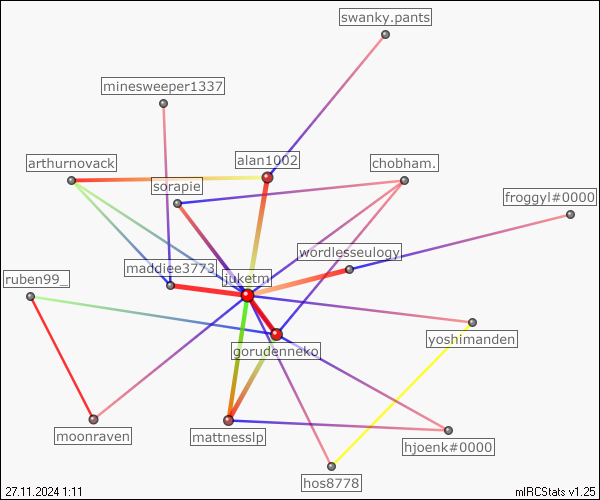 swanky.pants
minesweeper1337
arthurnovack
alan1002
chobham.
sorapie
froggyl#0000
wordlesseulogy
maddiee3773
juketm
ruben99_
yoshimanden
gorudenneko
moonraven
mattnesslp
hjoenk#0000
hos8778
27.11.2024 1:11
mIRCStats v1.25